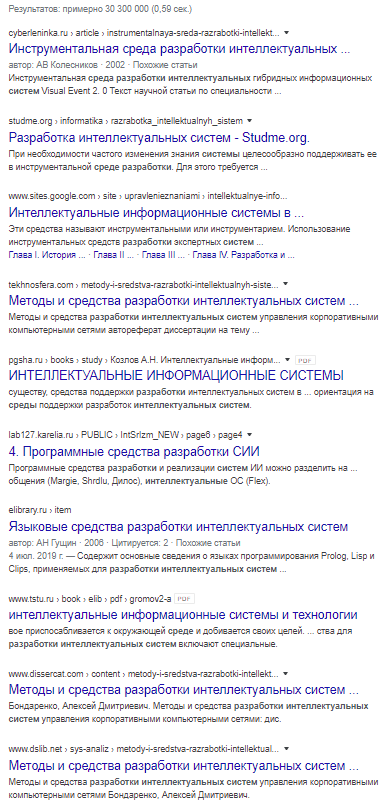 Результатов: примерно 30 300 000 (0,59 сек.)
cyberleninka.ru › article › instrumentalnaya-sreda-razrabotki-intellekt...
Инструментальная среда разработки интеллектуальных ...
автор: АВ Колесников · 2002 · Похожие статьи
Инструментальная среда разработки интеллектуальных гибридных информационных
систем Visual Event 2. 0 Текст научной статьи по специальности ...
studme.org › informatika › razrabotka_intellektualnyh_sistem
Разработка интеллектуальных систем - Studme.org.
При необходимости частого изменения знания системы целесообразно поддерживать ее
в инструментальной среде разработки. Для этого требуется ...
www.sites.google.com › site › upravlenieznaniami › intellektualnye-info...
Интеллектуальные информационные системы в ...
Эти средства называют инструментальными или инструментарием. Использование
инструментальных средств разработки экспертных систем ...
Глава I. История ... · Глава II ... · Глава III ... · Глава IV. Разработка и ...
tekhnosfera.com › metody-i-sredstva-razrabotki-intellektualnyh-siste...
Методы и средства разработки интеллектуальных систем ...
Методы и средства разработки интеллектуальных систем управления корпоративными
компьютерными сетями автореферат диссертации на тему ...
pgsha.ru › books › study › Козлов А.Н. Интеллектуальные информ... PDF
ИНТЕЛЛЕКТУАЛЬНЫЕ ИНФОРМАЦИОННЫЕ СИСТЕМЫ
существу, средства поддержки разработки интеллектуальных систем в ... ориентация на
среды поддержки разработок интеллектуальных систем.
lab127.karelia.ru › PUBLIC › IntSrIzm_NEW › page6 › page4
4. Программные средства разработки СИИ
Программные средства разработки и реализации систем ИИ можно разделить на ...
общения (Margie, Shrdlu, Дилос), интеллектуальные ОС (Flex).
elibrary.ru › item
Языковые средства разработки интеллектуальных систем
автор: АН Гущин · 2006 · Цитируется: 2 · Похожие статьи
4 июл. 2019 г. — Содержит основные сведения о языках программирования Prolog, Lisp и
Clips, применяемых для разработки интеллектуальных систем ...
www.tstu.ru › book › elib › pdf › gromov2-a PDF
интеллектуальные информационные системы и технологии
вое приспосабливается к окружающей среде и добивается своих целей. ... ства для
разработки интеллектуальных систем включают специальные.
www.dissercat.com › content › metody-i-sredstva-razrabotki-intellekt...
Методы и средства разработки интеллектуальных систем ...
Бондаренко, Алексей Дмитриевич. Методы и средства разработки интеллектуальных
систем управления корпоративными компьютерными сетями: дис.
www.dslib.net › sys-analiz › metody-i-sredstva-razrabotki-intellektual...
Методы и средства разработки интеллектуальных систем ...
Методы и средства разработки интеллектуальных систем управления корпоративными
компьютерными сетями Бондаренко, Алексей Дмитриевич.